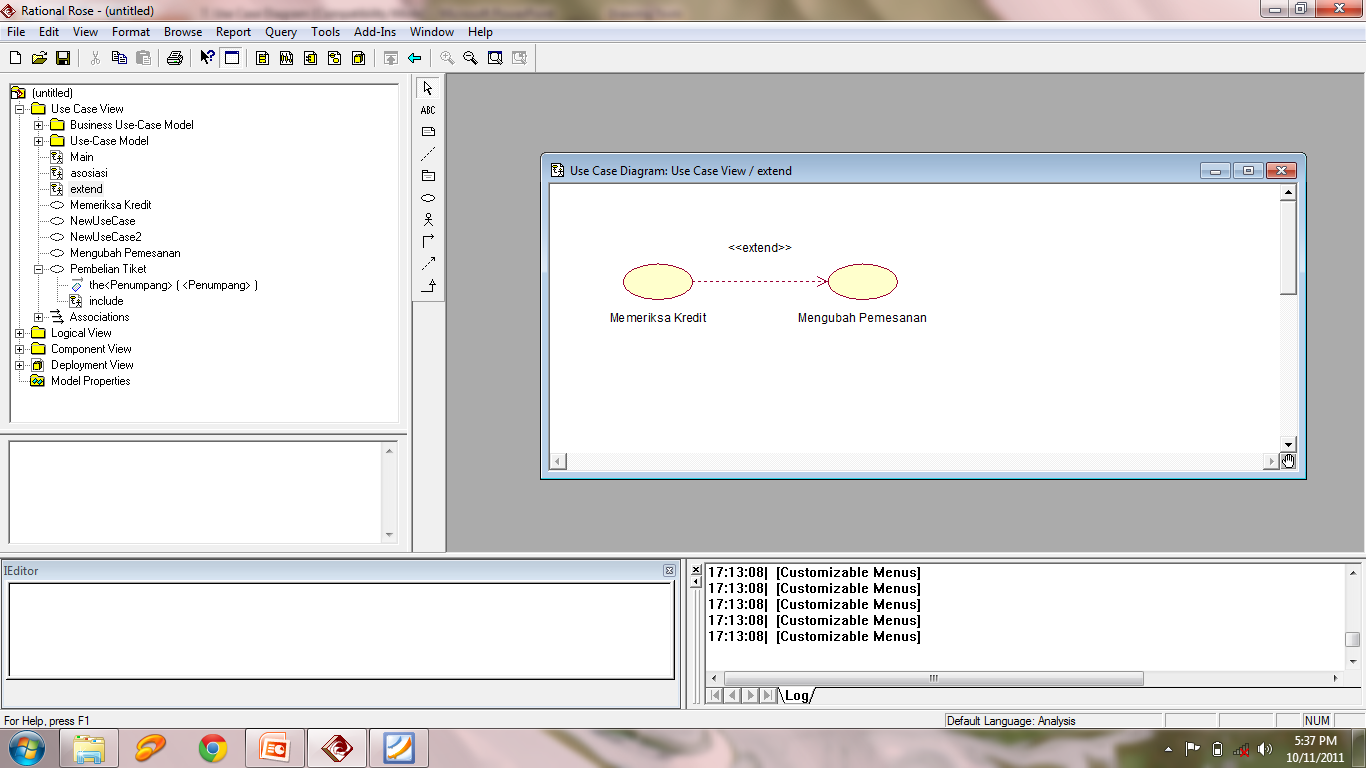 Rational Rose - (untitled)
File Edit View Format Browse Report Query Tools Add-Ins Window Help
(untitled)
Use Case View
Business Use-Case Model
Use-Case Model
Main
asosiasi
extend
Memeriksa Kredit
NewUseCase
NewUseCase2
Mengubah Pemesanan
Pembelian Tiket
the<Penumpang> ( <Penumpang> )
include
Associations
Logical View
Component View
Deployment View
Model Properties
ABC
Use Case Diagram: Use Case View / extend
<<extend>>
Memeriksa Kredit
Mengubah Pemesanan
IEditor
17:13:08| [Customizable Menus]
17:13:08| [Customizable Menus]
17:13:08| [Customizable Menus]
17:13:08| [Customizable Menus]
17:13:08| [Customizable Menus]
Log
For Help, press F1
Default Language: Analysis
NUM
5:37 PM
10/11/2011